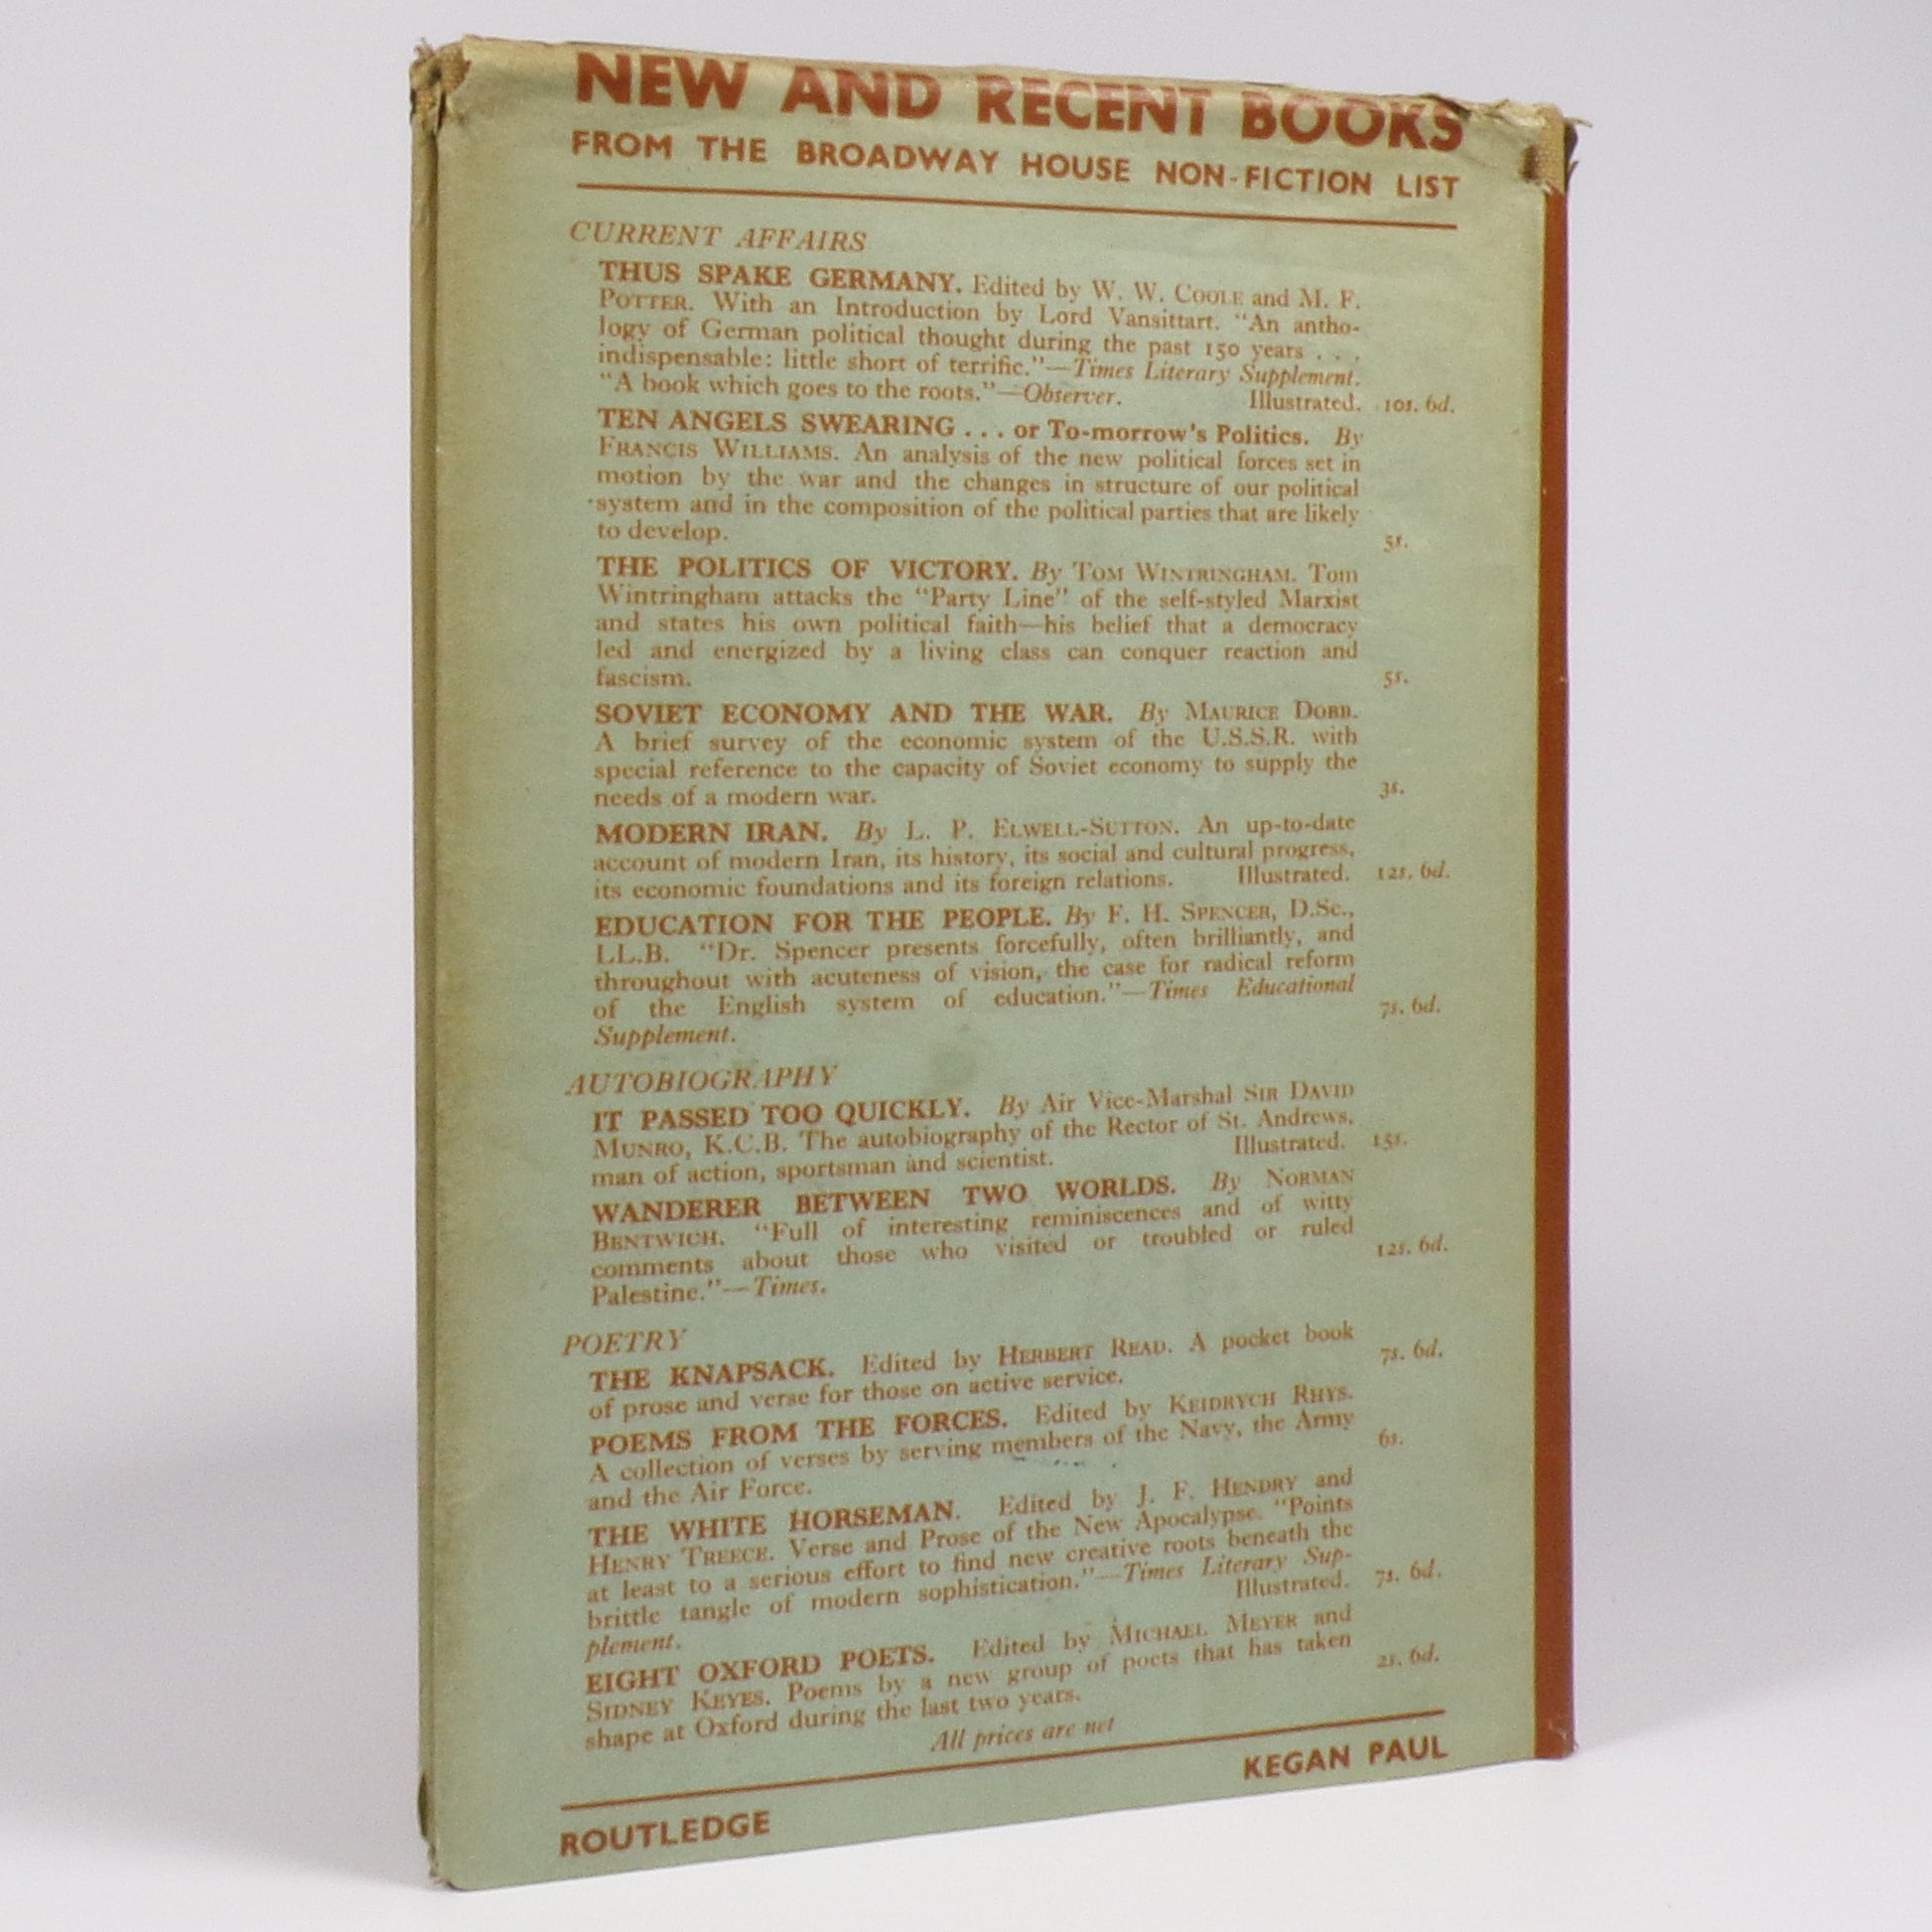 NEW AND RECENT BOOKS
FROM THE BROADWAY HOUSE NON-FICTION LIST
CURRENT AFFAIRS
THUS SPAKE GERMANY. Edited by W. W. COOLE and M. F.
POTTER. With an Introduction by Lord Vansittart. "An antho-
logy of German political thought during the past 150 years . . .
indispensable: little short of terrific."—Times Literary Supplement.
"A book which goes to the roots."—Observer. Illustrated. 10s. 6d.
TEN ANGELS SWEARING . . . or To-morrow's Politics. By
FRANCIS WILLIAMS. An analysis of the new political forces set in
motion by the war and the changes in structure of our political
system and in the composition of the political parties that are likely
to develop. 5s.
THE POLITICS OF VICTORY. By TOM WINTRINGHAM. Tom
Wintringham attacks the "Party Line" of the self-styled Marxist
and states his own political faith—his belief that a democracy
led and energized by a living class can conquer reaction and
fascism. 5s.
SOVIET ECONOMY AND THE WAR. By MAURICE DOBB.
A brief survey of the economic system of the U.S.S.R. with
special reference to the capacity of Soviet economy to supply the
needs of a modern war. 3s.
MODERN IRAN. By L. P. ELWELL-SUTTON. An up-to-date
account of modern Iran, its history, its social and cultural progress,
its economic foundations and its foreign relations. Illustrated. 12s. 6d.
EDUCATION FOR THE PEOPLE. By F. H. SPENCER, D.Sc.,
LL.B. "Dr. Spencer presents forcefully, often brilliantly, and
throughout with acuteness of vision, the case for radical reform
of the English system of education."—Times Educational
Supplement. 7s. 6d.
AUTOBIOGRAPHY
IT PASSED TOO QUICKLY. By Air Vice-Marshal SIR DAVID
MUNRO, K.C.B. The autobiography of the Rector of St. Andrews,
man of action, sportsman and scientist. Illustrated. 15s.
WANDERER BETWEEN TWO WORLDS. By NORMAN
BENTWICH. "Full of interesting reminiscences and of witty
comments about those who visited or troubled or ruled
Palestine."—Times. 12s. 6d.
POETRY
THE KNAPSACK. Edited by HERBERT READ. A pocket book
of prose and verse for those on active service. 7s. 6d.
POEMS FROM THE FORCES. Edited by KEIDRYCH RHYS.
A collection of verses by serving members of the Navy, the Army
and the Air Force. 6s.
THE WHITE HORSEMAN. Edited by J. F. HENDRY and
HENRY TREECE. Verse and Prose of the New Apocalypse. "Points
at least to a serious effort to find new creative roots beneath the
brittle tangle of modern sophistication."—Times Literary Sup-
plement. Illustrated. 7s. 6d.
EIGHT OXFORD POETS. Edited by MICHAEL MEYER and
SIDNEY KEYES. Poems by a new group of poets that has taken
shape at Oxford during the last two years. 2s. 6d.
All prices are net
ROUTLEDGE KEGAN PAUL